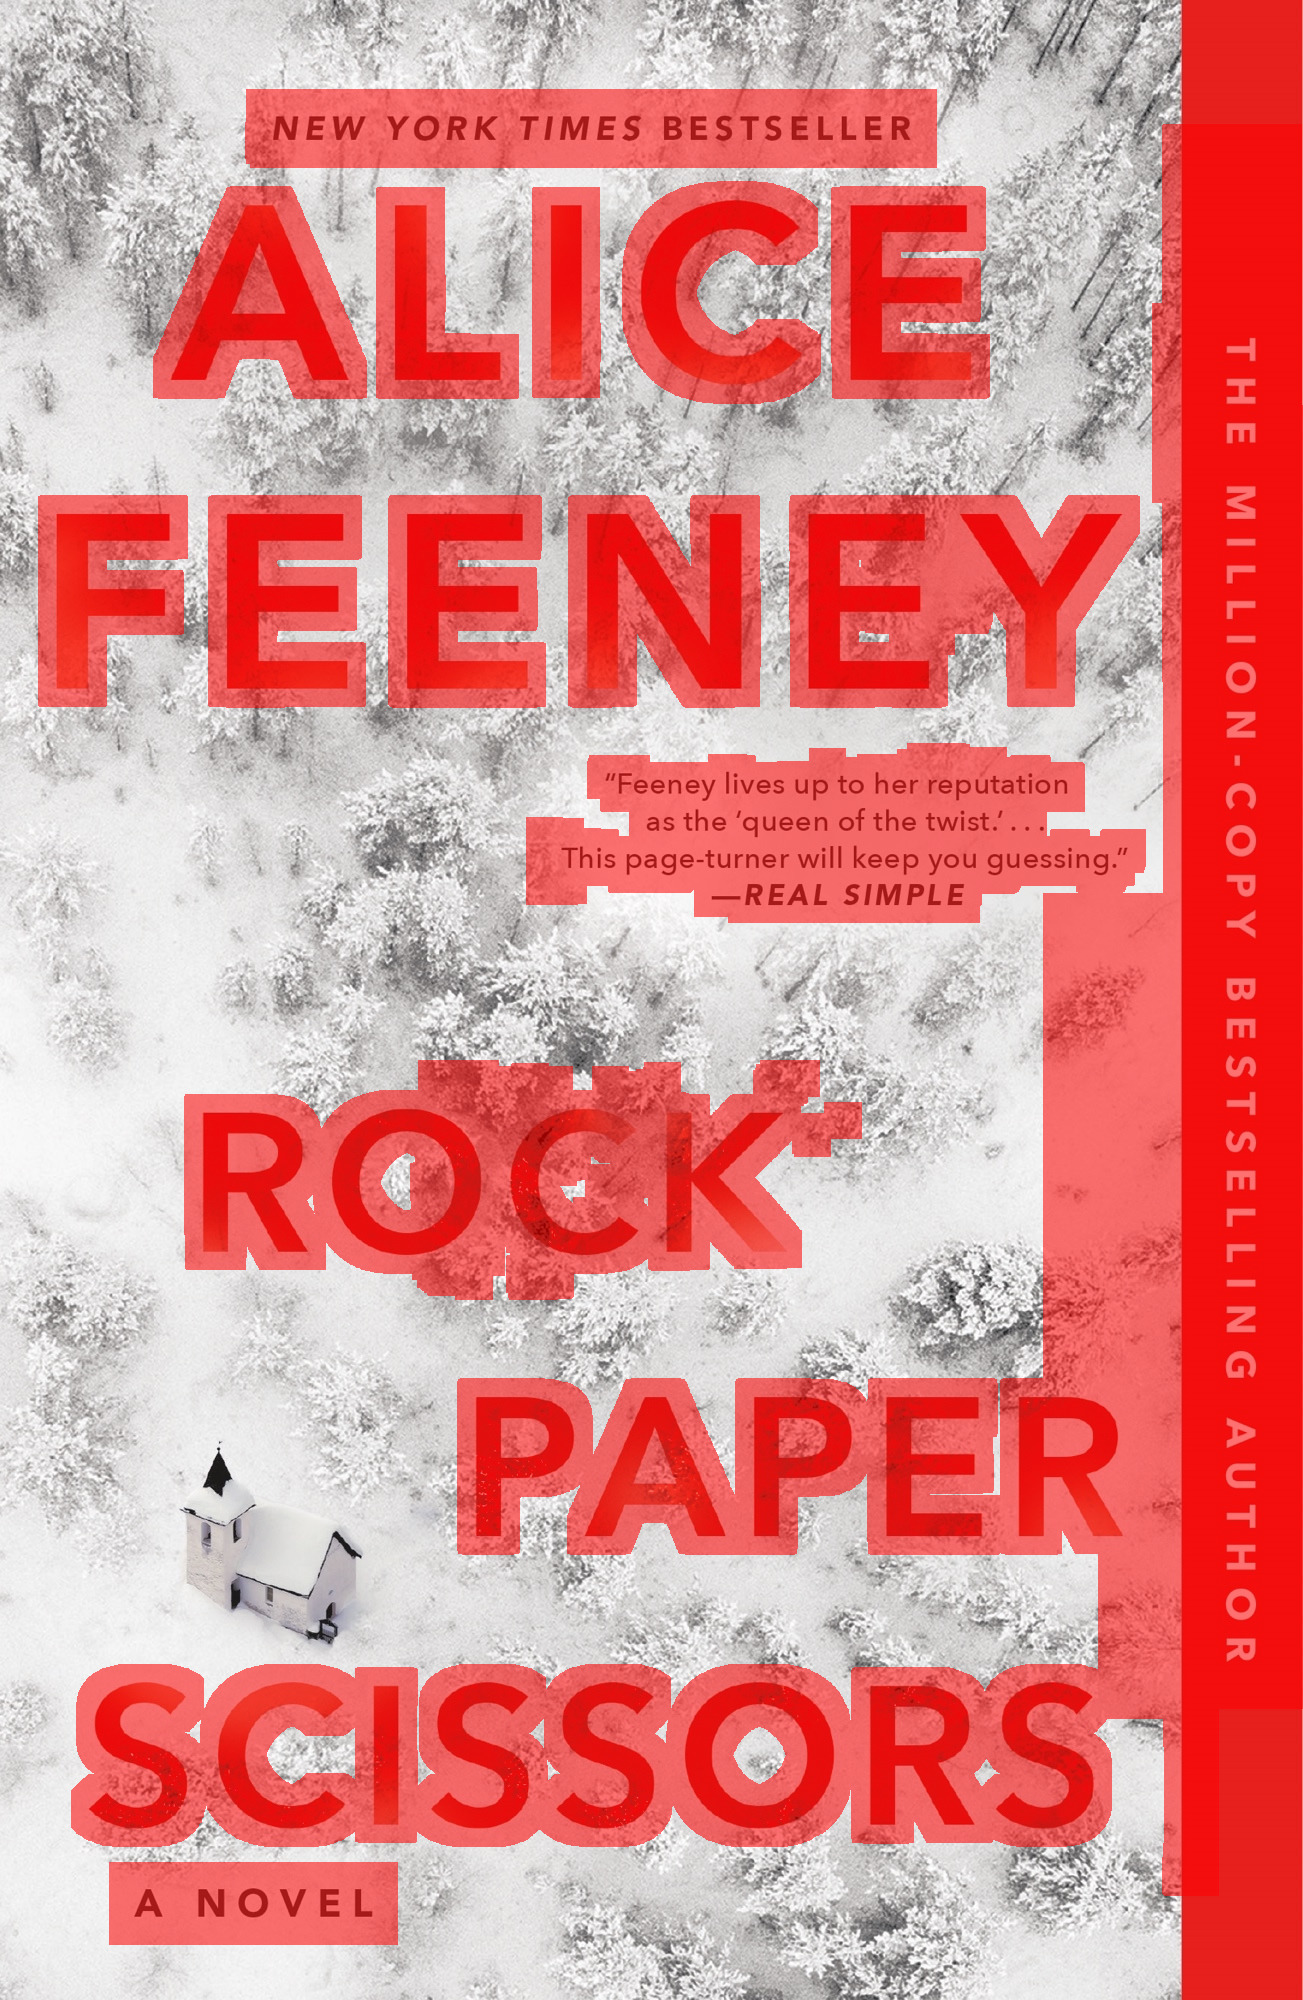 NEW YORK TIMES BESTSELLER
ALICE
FEENEY
“Feeney lives up to her reputation
as the ‘queen of the twist.’ . . .
This page-turner will keep you guessing.”
—REAL SIMPLE
ROCK
PAPER
SCISSORS
A NOVEL
THE MILLION-COPY BESTSELLING AUTHOR